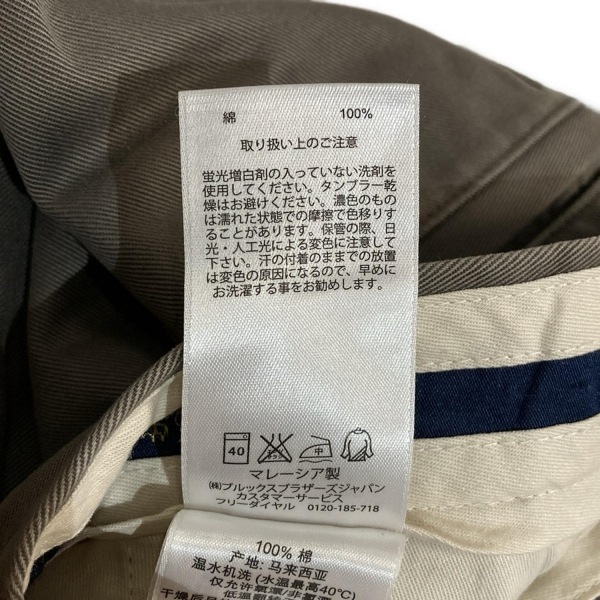 綿 100%
取り扱い上のご注意
蛍光増白剤の入っていない洗剤を
使用してください。タンブラー乾
燥はお避けください。濃色のもの
は濡れた状態での摩擦で色移りす
ることがあります。保管の際、日
光・人工光による変色に注意して
下さい。汗の付着のままでの放置
は変色の原因になるので、早めに
お洗濯する事をお勧めします。
40 中
マレーシア製
㈱ブルックスブラザーズジャパン
カスタマーサービス
フリーダイヤル 0120-185-718
100% 棉
产地: 马来西亚
温水机洗(水温最高40℃)
仅允许氧漂/非氯漂